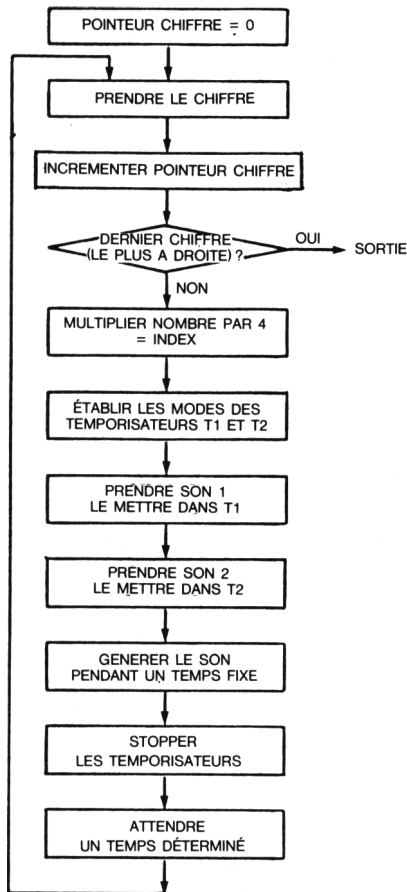 POINTEUR CHIFFRE = 0
PRENDRE LE CHIFFRE
INCREMENTER POINTEUR CHIFFRE
DERNIER CHIFFRE
(LE PLUS A DROITE) ?
OUI
SORTIE
NON
MULTIPLIER NOMBRE PAR 4
= INDEX
ÉTABLIR LES MODES DES
TEMPORISATEURS T1 ET T2
PRENDRE SON 1
LE METTRE DANS T1
PRENDRE SON 2
LE METTRE DANS T2
GENERER LE SON
PENDANT UN TEMPS FIXE
STOPPER
LES TEMPORISATEURS
ATTENDRE
UN TEMPS DÉTERMINÉ